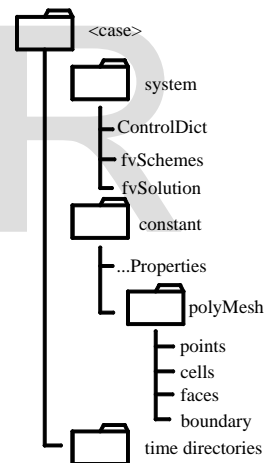 <case>
system
ControlDict
fvSchemes
fvSolution
constant
...Properties
polyMesh
points
cells
faces
boundary
time directories